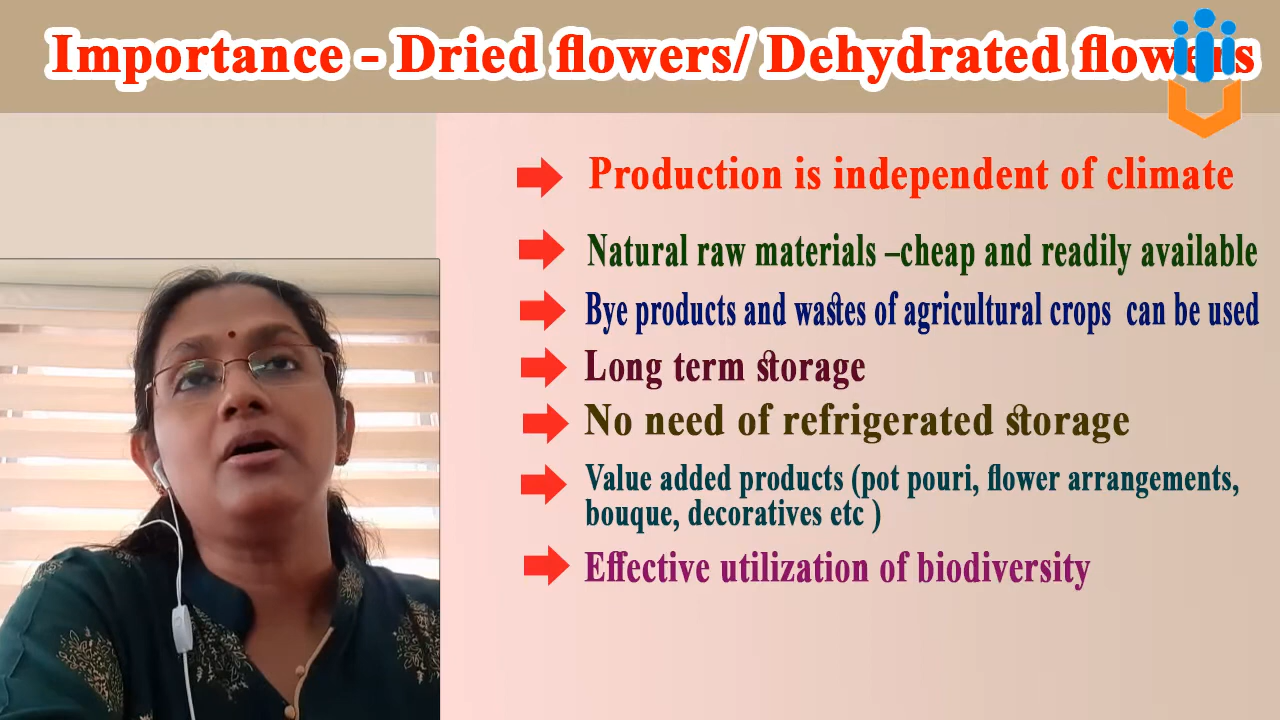 Importance - Dried flowers/ Dehydrated flowers
Production is independent of climate
Natural raw materials –cheap and readily available
Bye products and wastes of agricultural crops can be used
Long term storage
No need of refrigerated storage
Value added products (pot pouri, flower arrangements,
bouque, decoratives etc )
Effective utilization of biodiversity